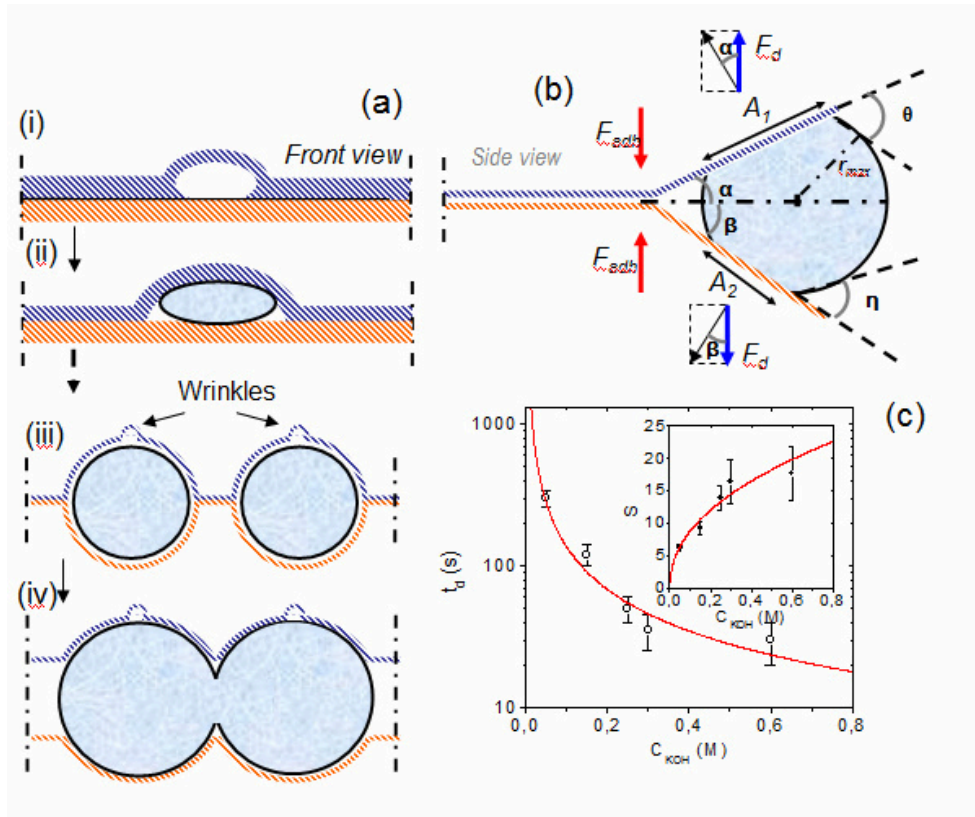 (a)
(i)
Front view
(ii)
Wrinkles
(iii)
(iv)
(b)
α
F_d
A_1
θ
F_adh
Side view
r_max
α
β
F_adh
A_2
η
β
F_d
(c)
1000
100
10
t_d (s)
0,0 0,2 0,4 0,6 0,8
C_KOH (M)
25
20
15
10
5
0
S
0,0 0,2 0,4 0,6 0,8
C_KOH (M)